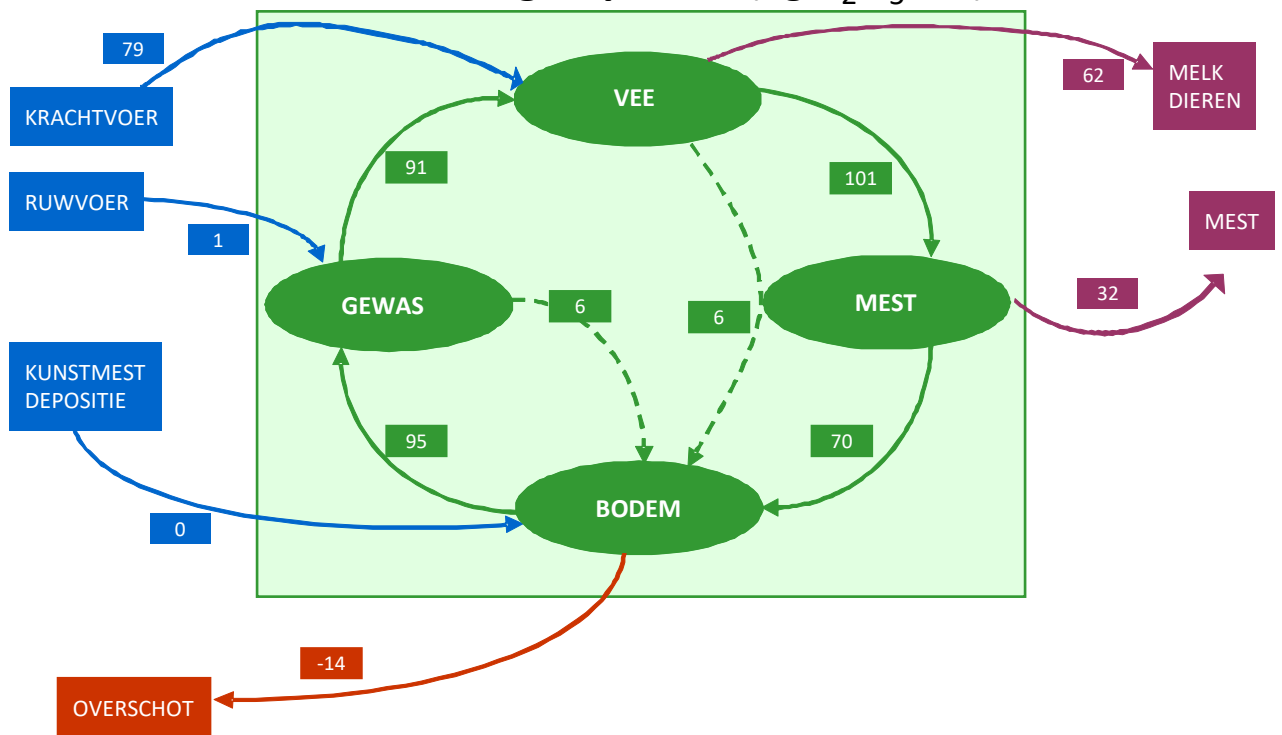 79
KRACHTVOER
VEE
62
MELK
DIEREN
91
101
RUWVOER
1
MEST
GEWAS
6
6
MEST
32
KUNSTMEST
DEPOSITIE
95
70
BODEM
0
-14
OVERSCHOT